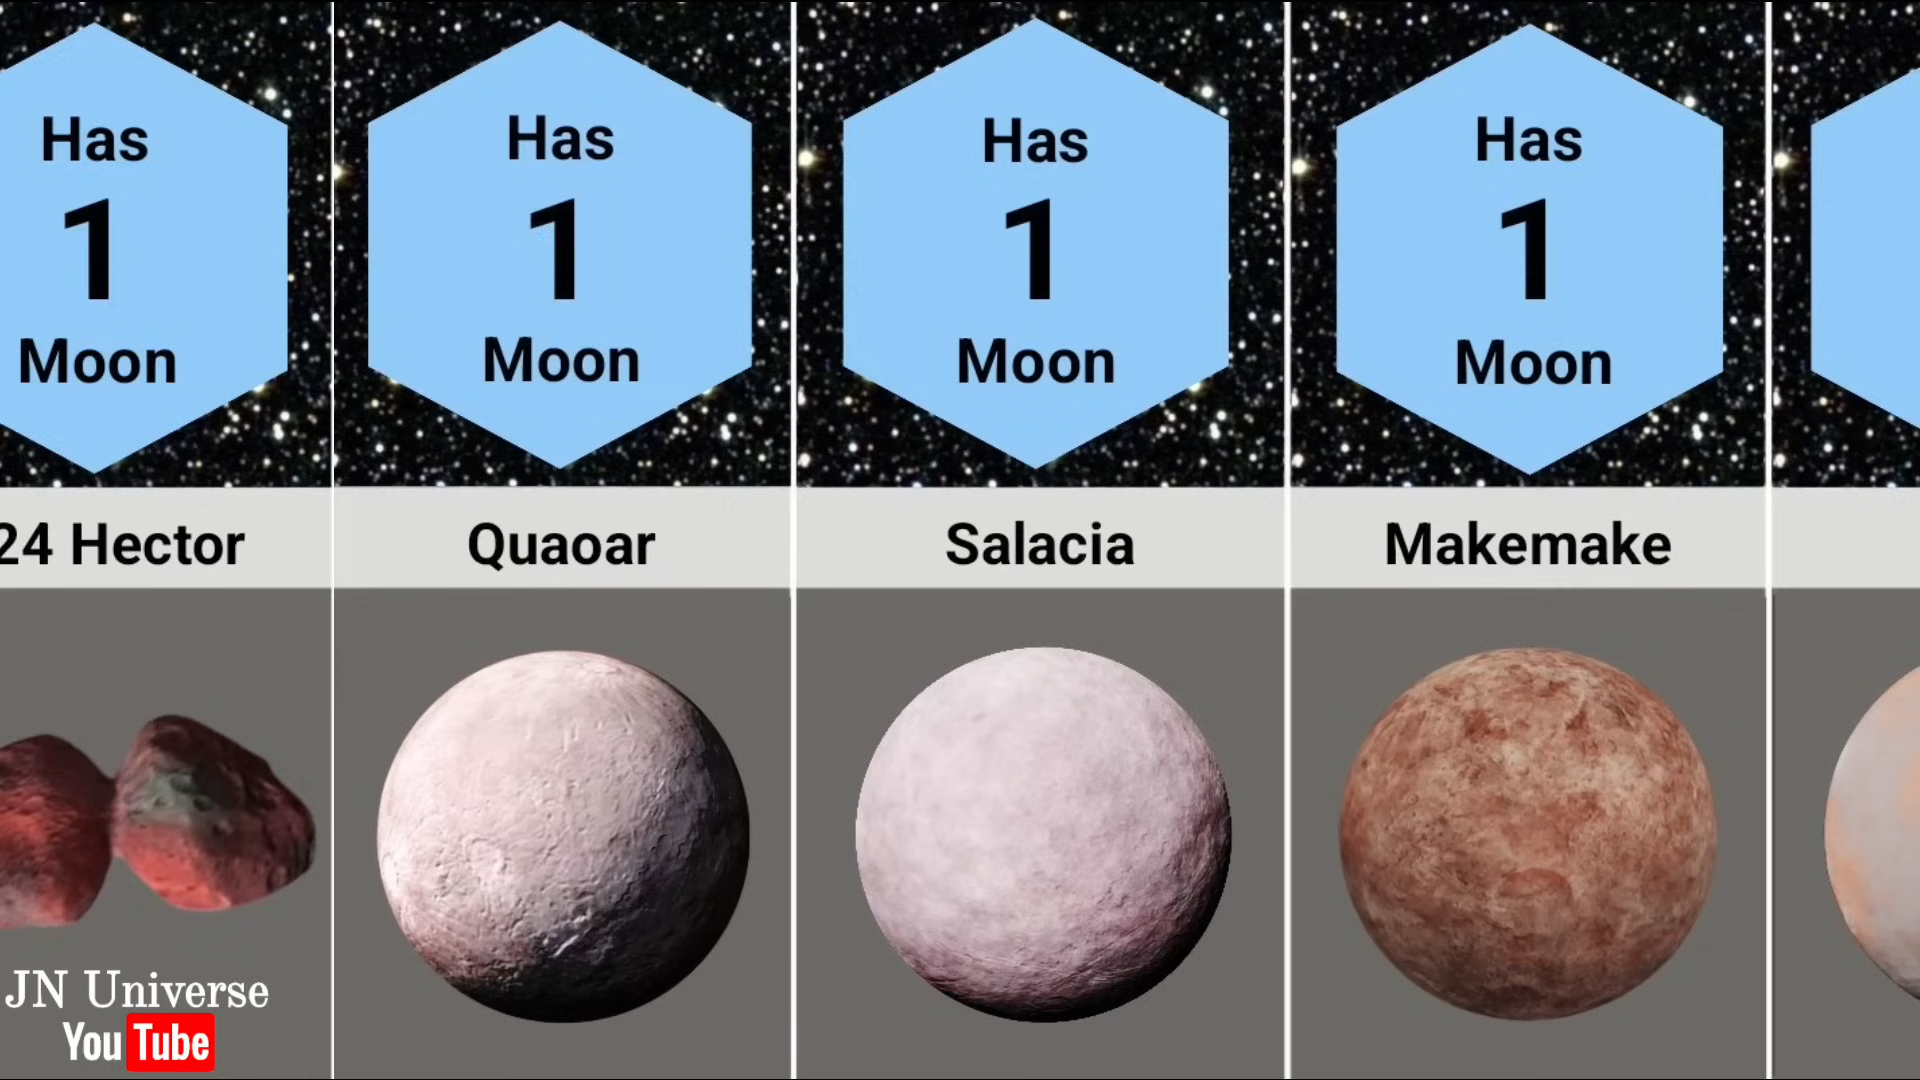 Has
1
Moon
24 Hector
Has
1
Moon
Quaoar
Has
1
Moon
Salacia
Has
1
Moon
Makemake
JN Universe
YouTube